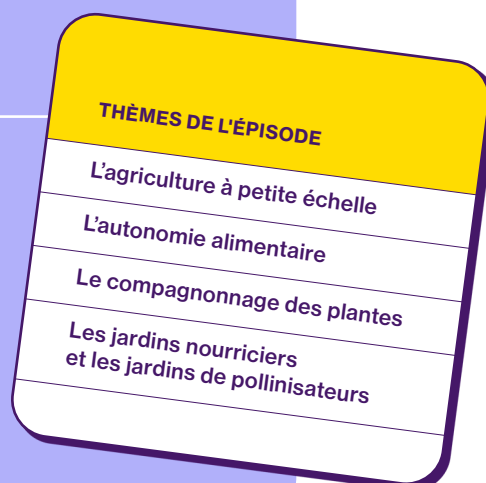 THÈMES DE L'ÉPISODE
L’agriculture à petite échelle
L’autonomie alimentaire
Le compagnonnage des plantes
Les jardins nourriciers
et les jardins de pollinisateurs